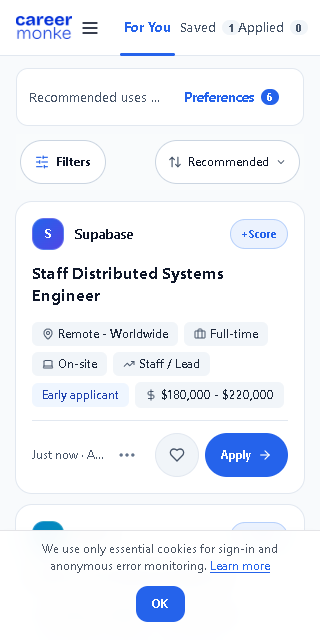 career
monke
For You Saved 1 Applied 0
Recommended uses ... Preferences 6
Filters Recommended
S Supabase +Score
Staff Distributed Systems
Engineer
Remote - Worldwide Full-time
On-site Staff / Lead
Early applicant $180,000 - $220,000
Just now · A... Apply
We use only essential cookies for sign-in and
anonymous error monitoring. Learn more
OK